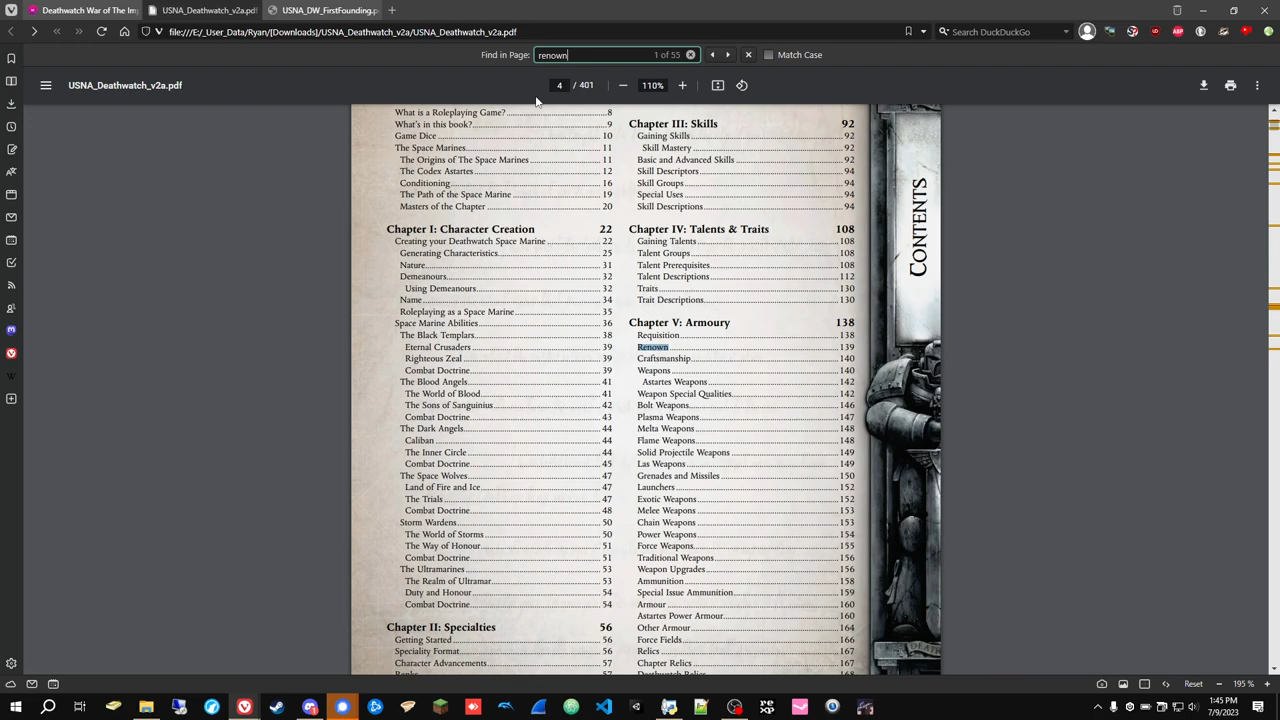 Deathwatch War of The Imp
USNA_Deathwatch_v2a.pdf
USNA_DW_FirstFounding.p
file:///E/_User_Data/Ryan/[Downloads]/USNA_Deathwatch_v2a/USNA_Deathwatch_v2a.pdf
Search DuckDuckGo
Find in Page: renown 1 of 55 Match Case
USNA_Deathwatch_v2a.pdf
4 / 401
110%
What is a Roleplaying Game? 8
What's in this book? 9
Game Dice 10
The Space Marines 11
The Origins of The Space Marines 11
The Codex Astartes 12
Conditioning 16
The Path of the Space Marine 19
Masters of the Chapter 20
Chapter I: Character Creation 22
Creating your Deathwatch Space Marine 22
Generating Characteristics 25
Nature 31
Demeanours 32
Using Demeanours 32
Name 34
Roleplaying as a Space Marine 35
Space Marine Abilities 36
The Black Templars 38
Eternal Crusaders 39
Righteous Zeal 39
Combat Doctrine 39
The Blood Angels 41
The World of Blood 41
The Sons of Sanguinius 42
Combat Doctrine 43
The Dark Angels 44
Caliban 44
The Inner Circle 44
Combat Doctrine 45
The Space Wolves 47
Land of Fire and Ice 47
The Trials 47
Combat Doctrine 48
Storm Wardens 50
The World of Storms 50
The Way of Honour 51
Combat Doctrine 51
The Ultramarines 53
The Realm of Ultramar 53
Duty and Honour 54
Combat Doctrine 54
Chapter II: Specialties 56
Getting Started 56
Speciality Format 56
Character Advancements 57
Chapter III: Skills 92
Gaining Skills 92
Skill Mastery 92
Basic and Advanced Skills 92
Skill Descriptors 94
Skill Groups 94
Special Uses 94
Skill Descriptions 94
Chapter IV: Talents & Traits 108
Gaining Talents 108
Talent Groups 108
Talent Prerequisites 108
Talent Descriptions 112
Traits 130
Trait Descriptions 130
Chapter V: Armoury 138
Requisition 138
Renown 139
Craftsmanship 140
Weapons 140
Astartes Weapons 142
Weapon Special Qualities 142
Bolt Weapons 146
Plasma Weapons 147
Melta Weapons 148
Flame Weapons 148
Solid Projectile Weapons 149
Las Weapons 149
Grenades and Missiles 150
Launchers 152
Exotic Weapons 152
Melee Weapons 153
Chain Weapons 153
Power Weapons 154
Force Weapons 155
Traditional Weapons 156
Weapon Upgrades 156
Ammunition 158
Special Issue Ammunition 159
Armour 160
Astartes Power Armour 160
Other Armour 164
Force Fields 166
Relics 167
Chapter Relics 167
CONTENTS
Reset 195 %
1:45 PM
7/9/2023